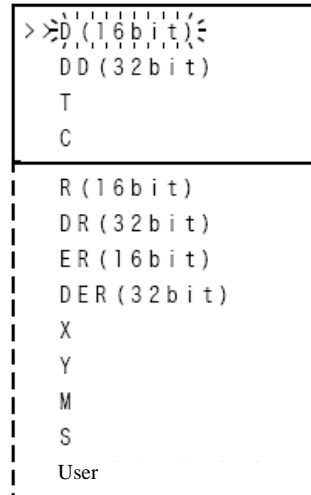 >>D(16bit)
DD(32bit)
T
C
R(16bit)
DR(32bit)
ER(16bit)
DER(32bit)
X
Y
M
S
User